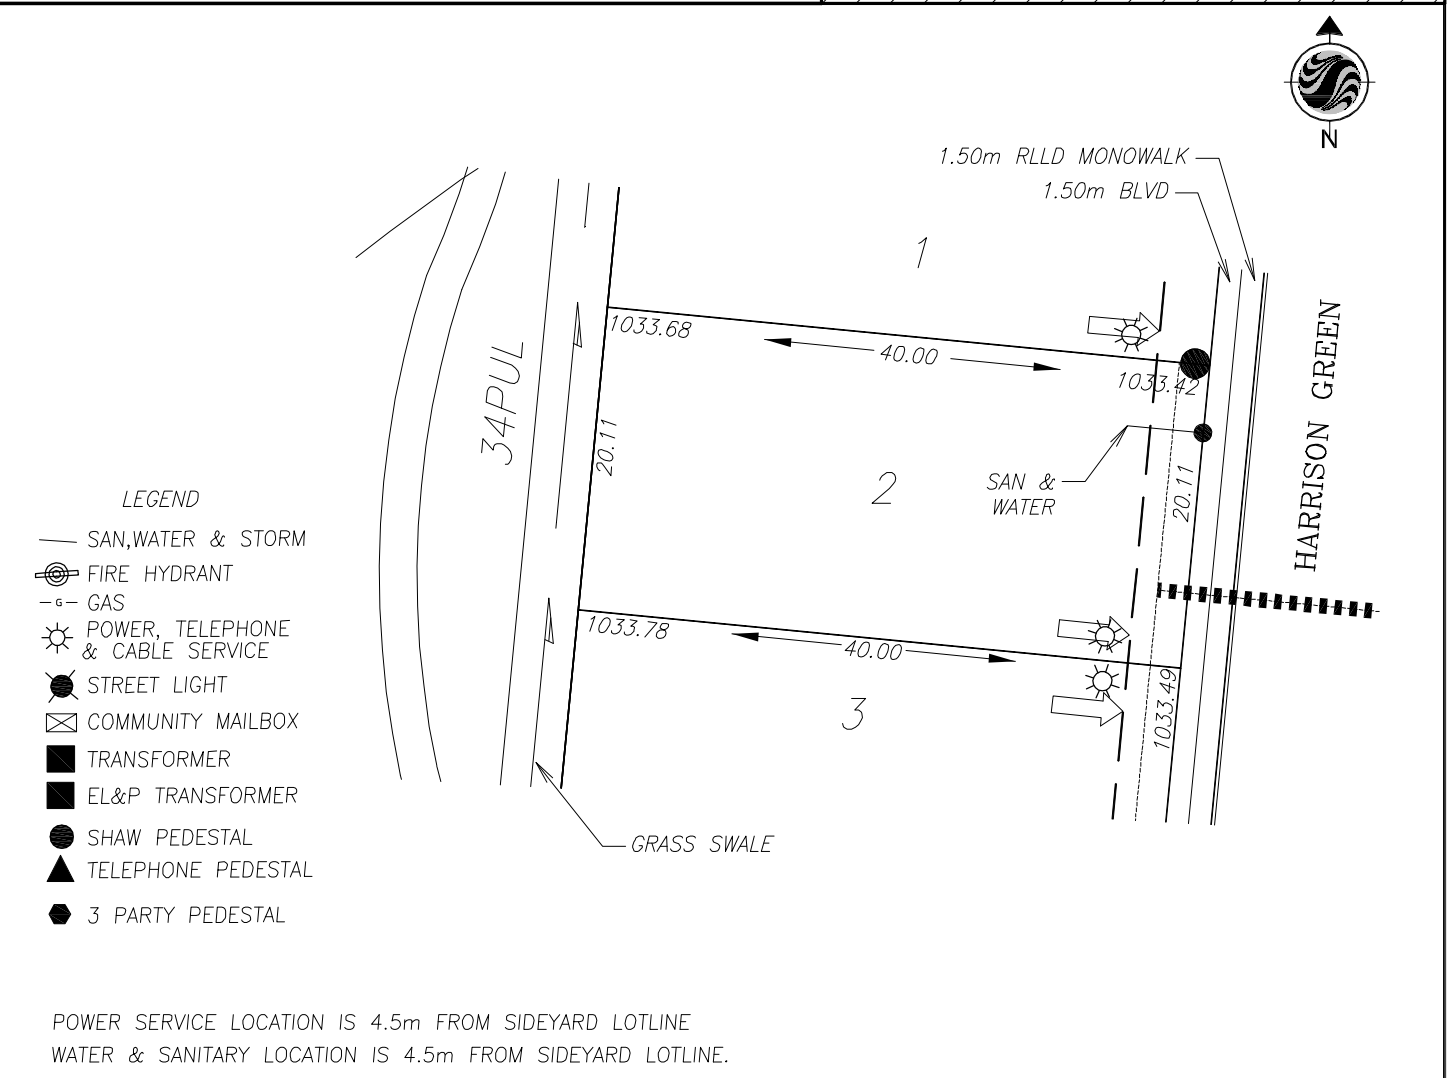 N
1.50m RLLD MONOWALK
1.50m BLVD
1
1033.68
40.00
1033.42
HARRISON GREEN
34PUL
20.11
2
SAN &
WATER
20.11
1033.78
40.00
3
1033.49
GRASS SWALE
LEGEND
SAN,WATER & STORM
FIRE HYDRANT
G GAS
POWER, TELEPHONE
& CABLE SERVICE
STREET LIGHT
COMMUNITY MAILBOX
TRANSFORMER
EL&P TRANSFORMER
SHAW PEDESTAL
TELEPHONE PEDESTAL
3 PARTY PEDESTAL
POWER SERVICE LOCATION IS 4.5m FROM SIDEYARD LOTLINE
WATER & SANITARY LOCATION IS 4.5m FROM SIDEYARD LOTLINE.